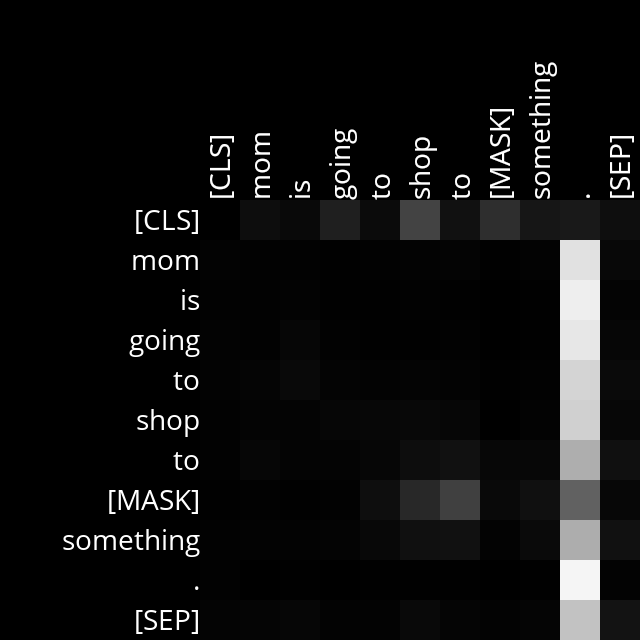 [CLS] mom is going to shop to [MASK] something . [SEP]
[CLS]
mom
is
going
to
shop
to
[MASK]
something
.
[SEP]